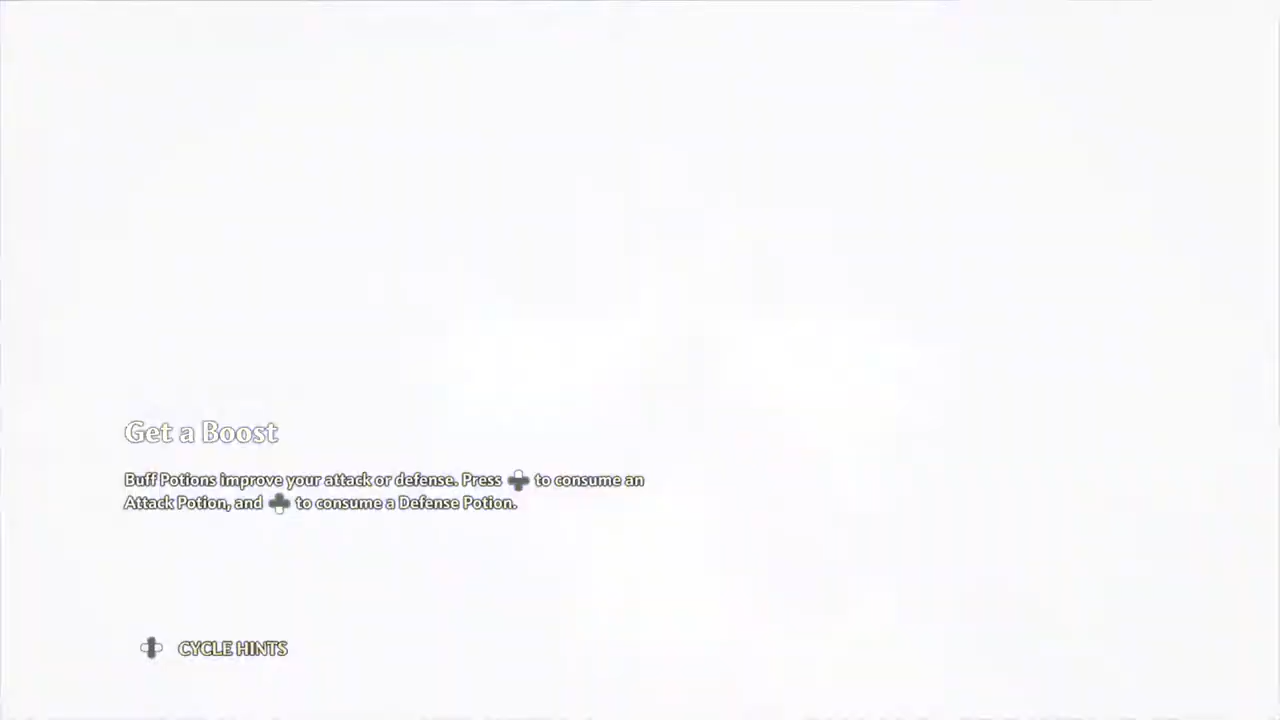 Get a Boost
Buff Potions improve your attack or defense. Press to consume an
Attack Potion, and to consume a Defense Potion.
CYCLE HINTS